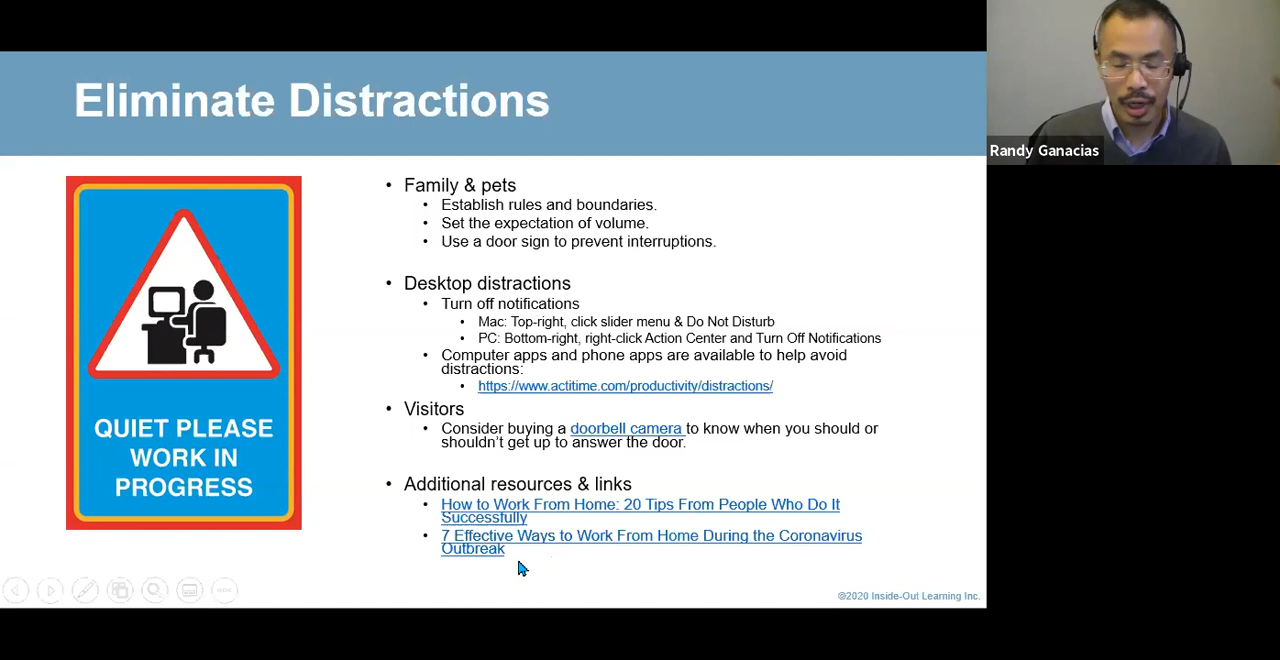 Eliminate Distractions
Randy Ganacias
QUIET PLEASE
WORK IN
PROGRESS
• Family & pets
• Establish rules and boundaries.
• Set the expectation of volume.
• Use a door sign to prevent interruptions.
• Desktop distractions
• Turn off notifications
• Mac: Top-right, click slider menu & Do Not Disturb
• PC: Bottom-right, right-click Action Center and Turn Off Notifications
• Computer apps and phone apps are available to help avoid
distractions:
• https://www.actitime.com/productivity/distractions/
• Visitors
• Consider buying a doorbell camera to know when you should or
shouldn’t get up to answer the door.
• Additional resources & links
• How to Work From Home: 20 Tips From People Who Do It
Successfully
• 7 Effective Ways to Work From Home During the Coronavirus
Outbreak
©2020 Inside-Out Learning Inc.